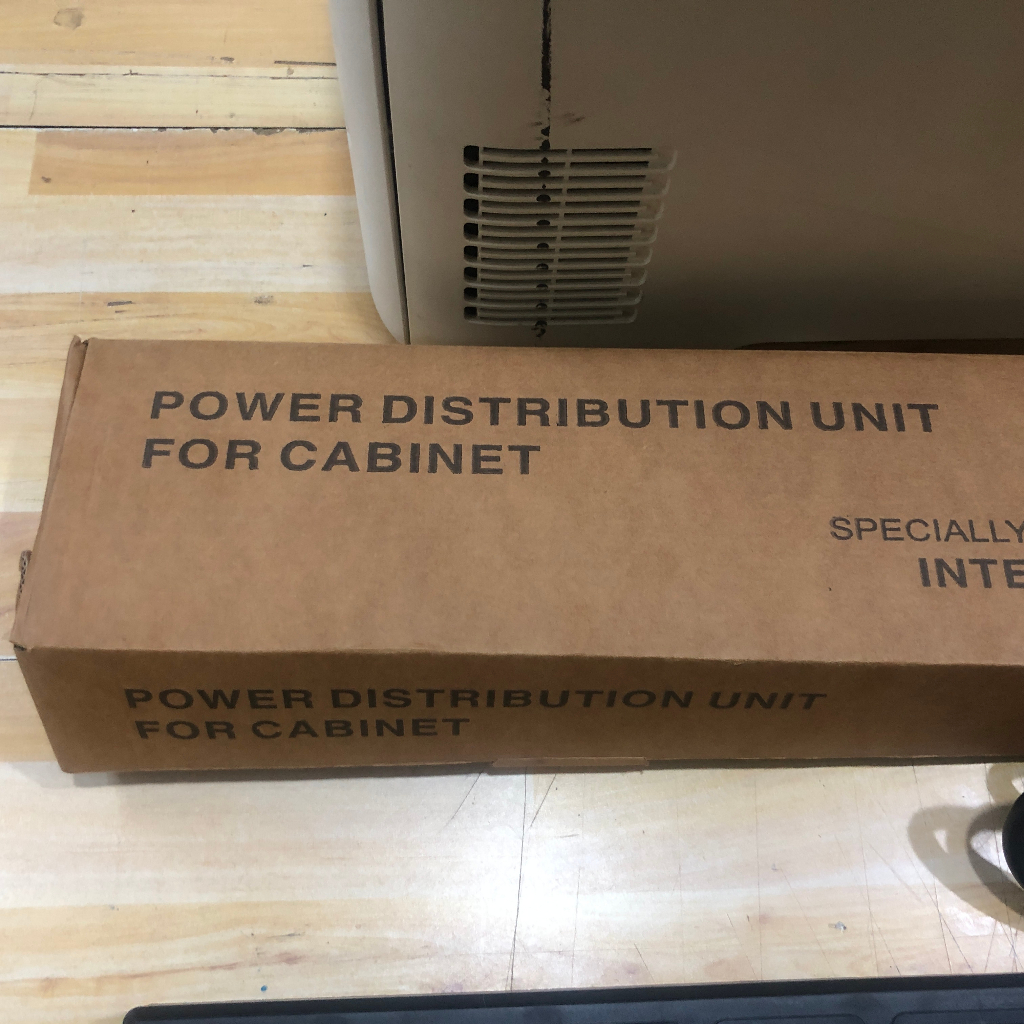 POWER DISTRIBUTION UNIT
FOR CABINET
SPECIALLY
INTE
POWER DISTRIBUTION UNIT
FOR CABINET